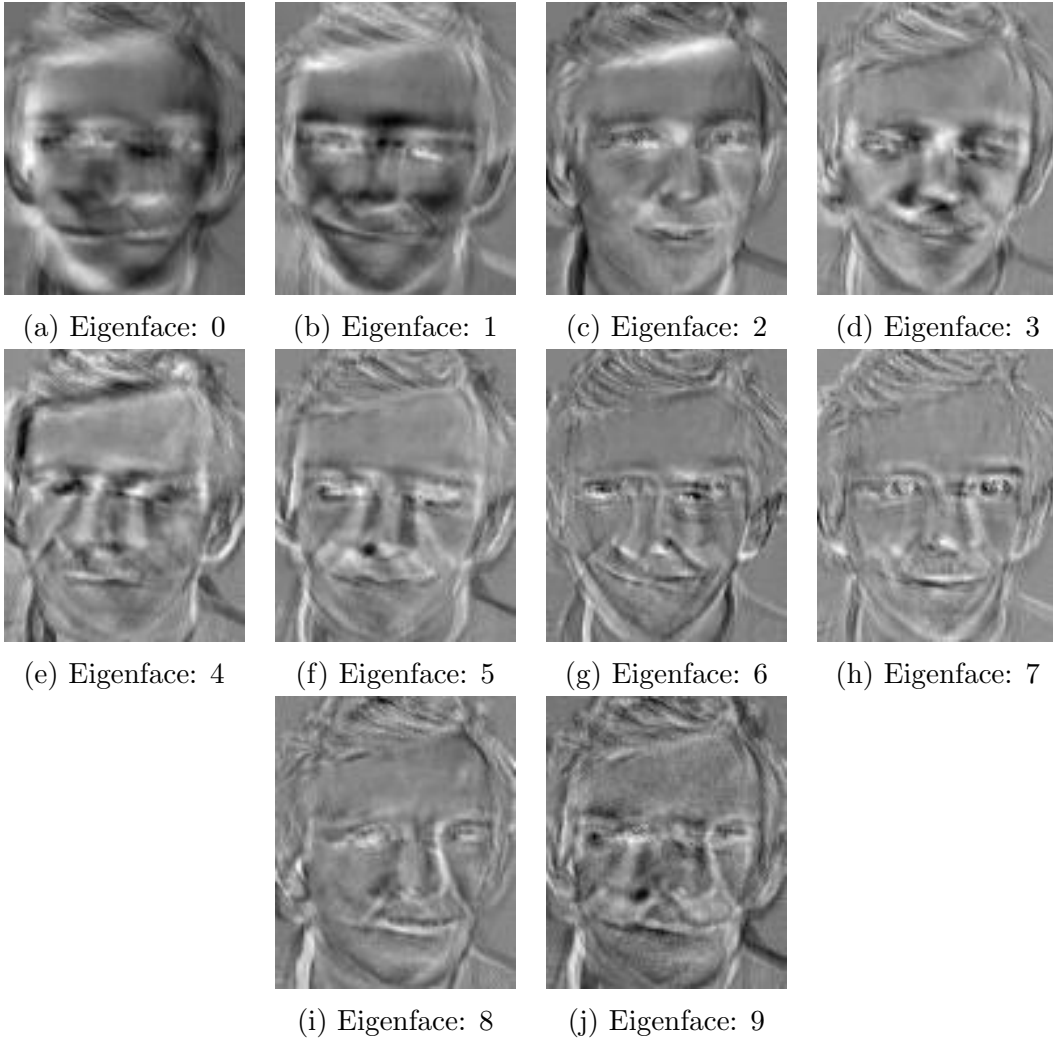 (a) Eigenface: 0
(b) Eigenface: 1
(c) Eigenface: 2
(d) Eigenface: 3
(e) Eigenface: 4
(f) Eigenface: 5
(g) Eigenface: 6
(h) Eigenface: 7
(i) Eigenface: 8
(j) Eigenface: 9